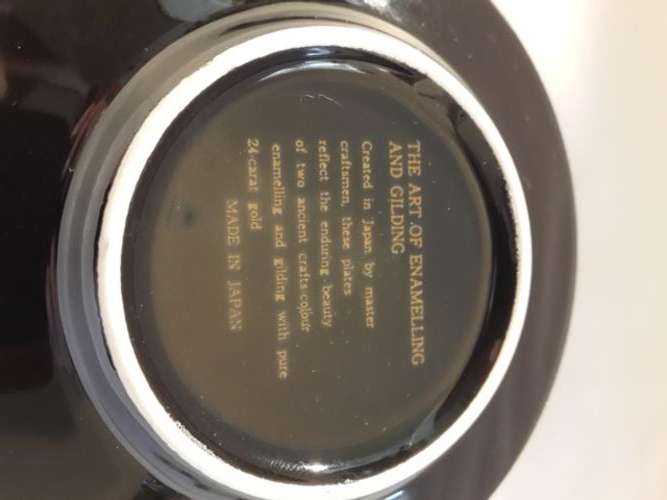 THE ART OF ENAMELLING
AND GILDING
Created in Japan by master
craftsmen, these plates
reflect the enduring beauty
of two ancient crafts-colour
enamelling and gilding with pure
24-carat gold
MADE IN JAPAN